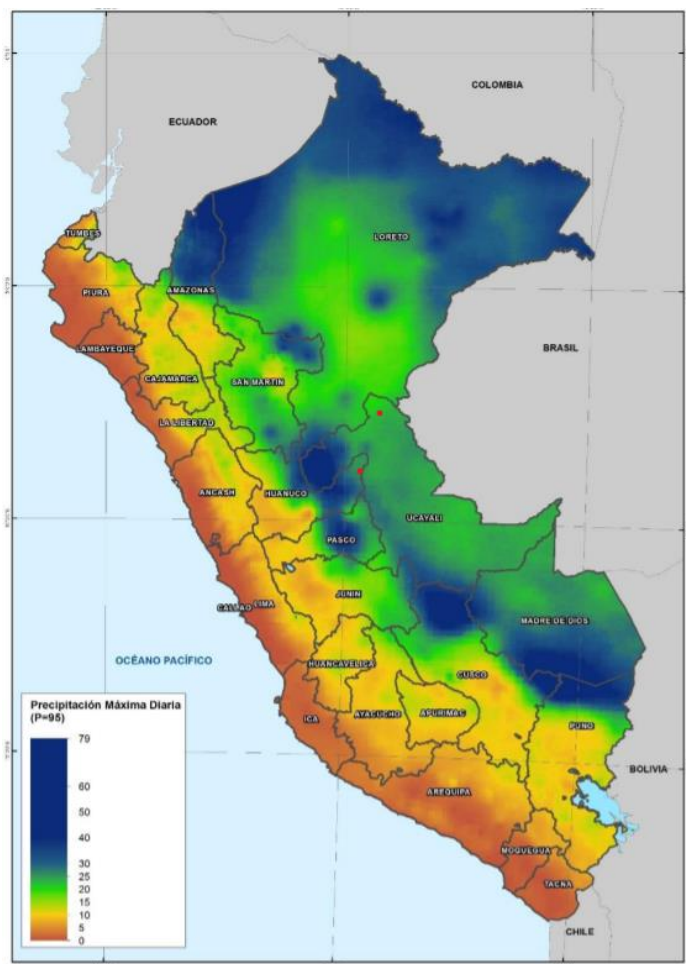 COLOMBIA
ECUADOR
TUMBES
LORETO
PIURA
AMAZONAS
LAMBAYEQUE
BRASIL
CAJAMARCA
SAN MARTIN
LA LIBERTAD
ANCASH
HUANUCO
UCAYALI
PASCO
JUNIN
CALLAO
LIMA
MADRE DE DIOS
OCÉANO PACÍFICO
HUANCAVELICA
CUSCO
ICA
AYACUCHO
APURIMAC
PUNO
BOLIVIA
AREQUIPA
MOQUEGUA
TACNA
CHILE
Precipitación Máxima Diaria
(P=95)
79
60
40
30
25
20
15
10
5
0